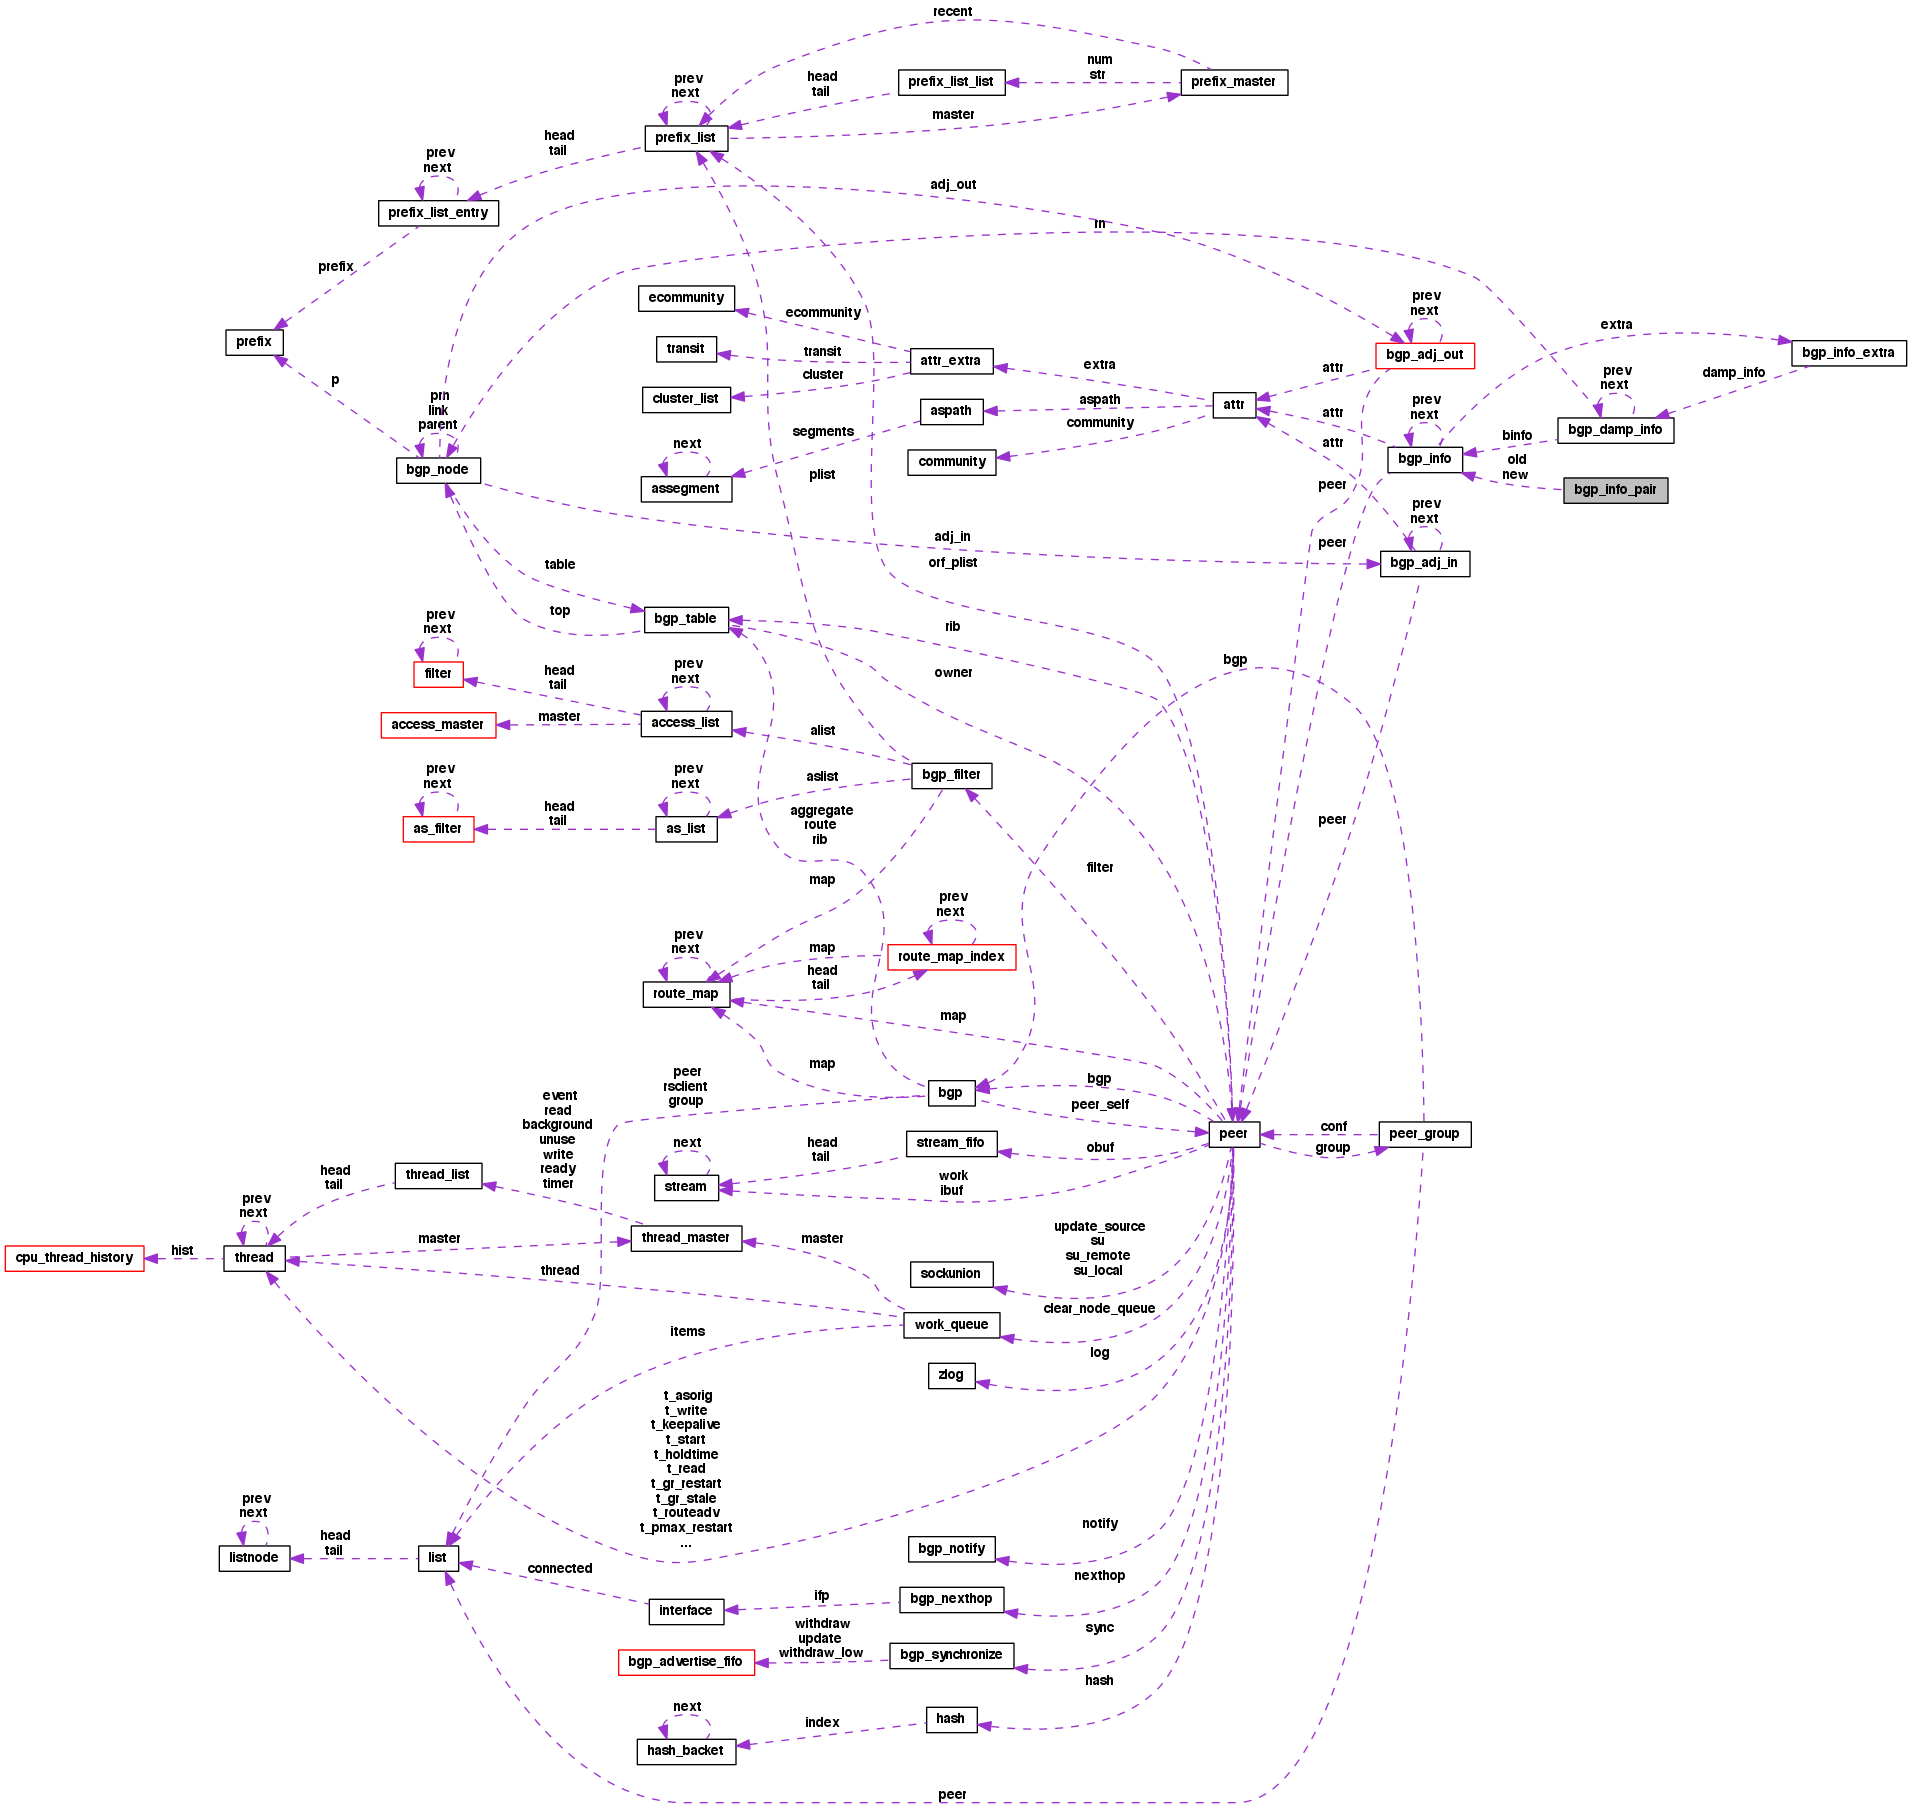 recent
num
str
prefix_list_list
prefix_master
head
tail
prev
next
master
prefix_list
head
tail
prev
next
prefix_list_entry
adj_out
rn
prefix
prefix
ecommunity
ecommunity
prev
next
extra
transit
transit
attr_extra
bgp_adj_out
bgp_info_extra
cluster
cluster_list
extra
attr
damp_info
prev
next
p
prn
link
parent
bgp_node
aspath
aspath
attr
attr
prev
next
bgp_damp_info
segments
community
community
attr
bgp_info
binfo
next
assegment
plist
peer
old
new
bgp_info_pair
prev
next
adj_in
peer
bgp_adj_in
table
orf_plist
top
bgp_table
rib
prev
next
filter
head
tail
prev
next
owner
bgp
access_master
master
access_list
alist
prev
next
as_filter
head
tail
prev
next
as_list
aslist
bgp_filter
aggregate
route
rib
peer
map
filter
prev
next
route_map
map
head
tail
prev
next
route_map_index
map
map
peer
rsclient
group
bgp
bgp
peer_self
event
read
background
unuse
write
ready
timer
next
stream
head
tail
stream_fifo
obuf
peer
conf
group
peer_group
work
ibuf
thread_list
head
tail
prev
next
cpu_thread_history
hist
thread
master
thread_master
master
update_source
su
su_remote
su_local
thread
sockunion
clear_node_queue
items
work_queue
log
zlog
t_asorig
t_write
t_keepalive
t_start
t_holdtime
t_read
t_gr_restart
t_gr_stale
t_routeadv
t_pmax_restart
...
prev
next
listnode
head
tail
list
notify
bgp_notify
connected
nexthop
interface
ifp
bgp_nexthop
withdraw
update
withdraw_low
sync
bgp_advertise_fifo
bgp_synchronize
hash
next
hash_backet
index
hash
peer